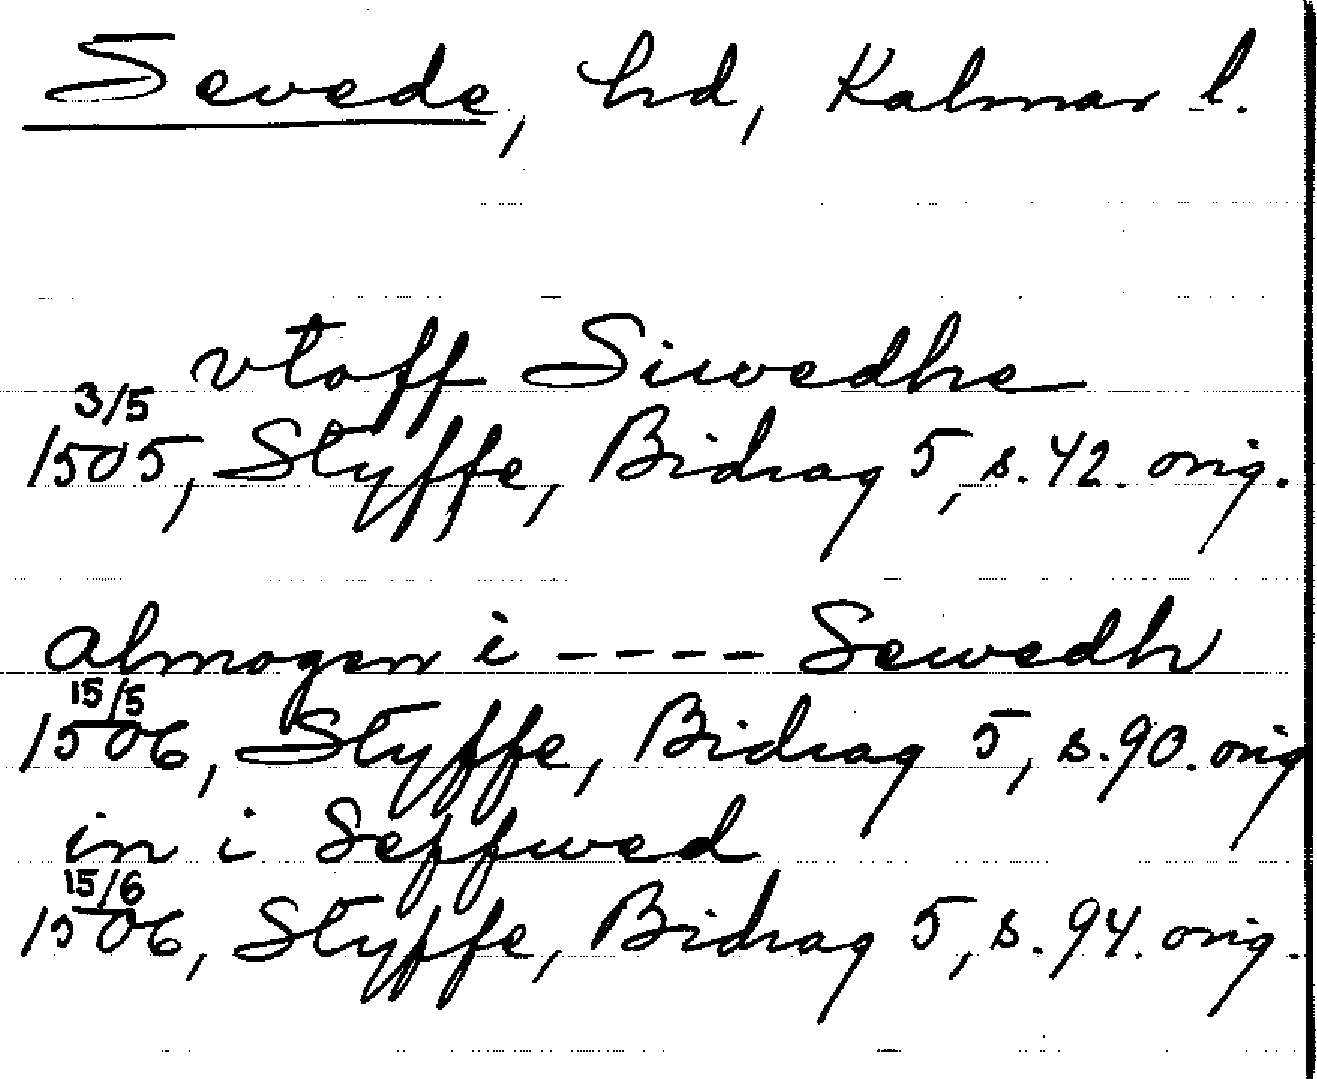 Sevede, hd, Kalmar l.
vtaff Siwedhe
3/5
1505, Styffe, Bidrag 5, s. 42. orig.
almogen i ---- Sewedh
15/5
1506, Styffe, Bidrag 5, s. 90. orig
in i Seffwed
15/6
1506, Styffe, Bidrag 5, s. 94. orig.